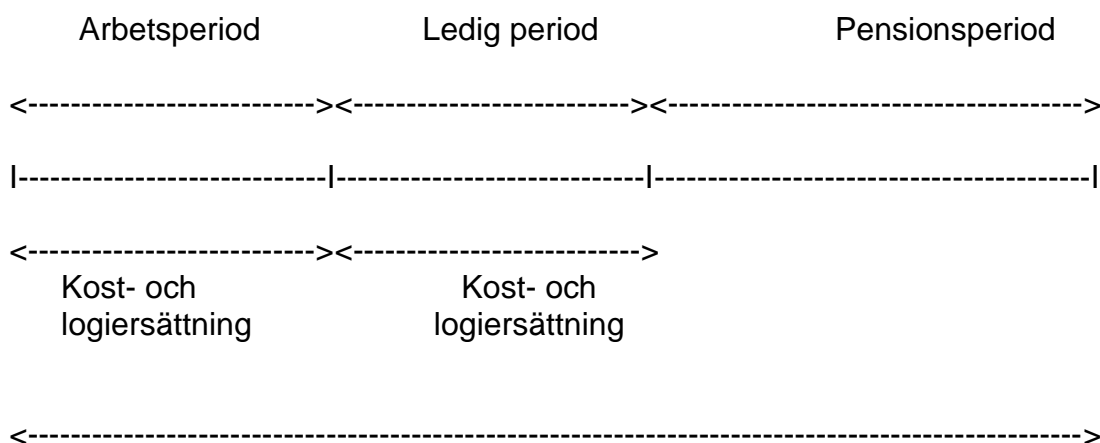 Arbetsperiod Ledig period Pensionsperiod
<---------------------------><--------------------------><--------------------------------------->
|-----------------------------|-----------------------------|-----------------------------------------|
<---------------------------><-------------------------->
Kost- och Kost- och
logiersättning logiersättning
<----------------------------------------------------------------------------------------------------->